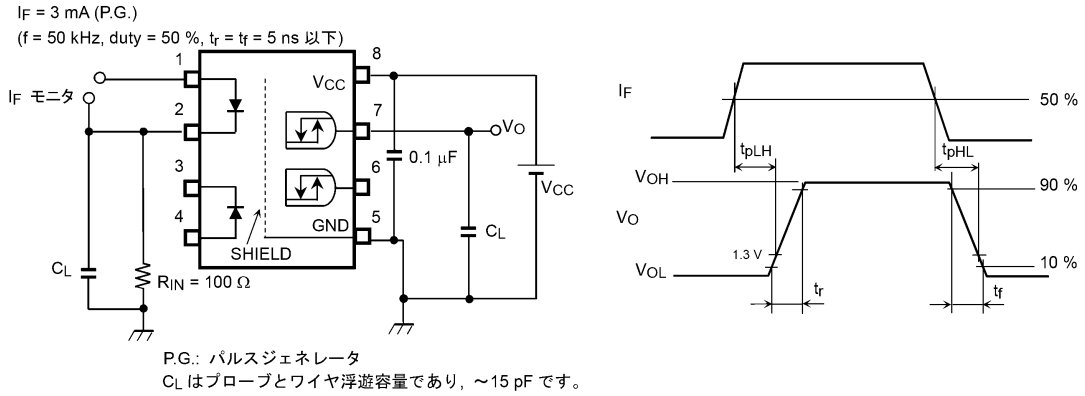 IF = 3 mA (P.G.)
(f = 50 kHz, duty = 50 %, tr = tf = 5 ns 以下)
1
8
VCC
IF モニタ
2
7
VO
3
6
0.1 μF
VCC
4
5
GND
SHIELD
CL
RIN = 100 Ω
CL
P.G.: パルスジェネレータ
CLはプローブとワイヤ浮遊容量であり, ~15 pF です。
IF
50 %
tpLH
tpHL
VOH
90 %
VO
1.3 V
VOL
10 %
tr
tf